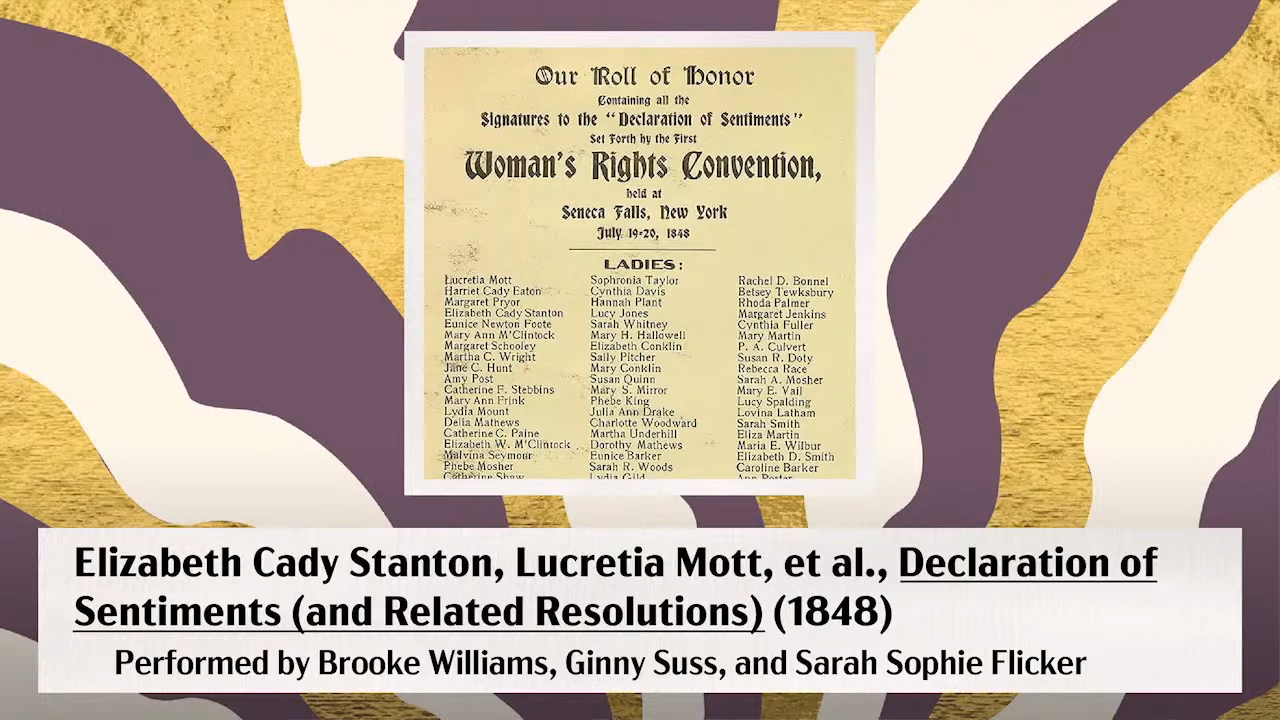 Our Roll of Honor
Containing all the
Signatures to the "Declaration of Sentiments"
Set Forth by the First
Woman's Rights Convention,
held at
Seneca Falls, New York
July 19-20, 1848
LADIES:
Lucretia Mott
Harriet Cady Eaton
Margaret Pryor
Elizabeth Cady Stanton
Eunice Newton Foote
Mary Ann M'Clintock
Margaret Schooley
Martha C. Wright
Jane C. Hunt
Amy Post
Catherine F. Stebbins
Mary Ann Frink
Lydia Mount
Delia Mathews
Catherine C. Paine
Elizabeth W. M'Clintock
Malvina Seymour
Phebe Mosher
Catherine Shaw
Sophronia Taylor
Cynthia Davis
Hannah Plant
Lucy Jones
Sarah Whitney
Mary H. Hallowell
Elizabeth Conklin
Sally Pitcher
Mary Conklin
Susan Quinn
Mary S. Mirror
Phebe King
Julia Ann Drake
Charlotte Woodward
Martha Underhill
Dorothy Mathews
Eunice Barker
Sarah R. Woods
Lydia Gild
Rachel D. Bonnel
Betsey Tewksbury
Rhoda Palmer
Margaret Jenkins
Cynthia Fuller
Mary Martin
P. A. Culvert
Susan R. Doty
Rebecca Race
Sarah A. Mosher
Mary E. Vail
Lucy Spalding
Lovina Latham
Sarah Smith
Eliza Martin
Maria E. Wilbur
Elizabeth D. Smith
Caroline Barker
Ann Porter
Elizabeth Cady Stanton, Lucretia Mott, et al., Declaration of
Sentiments (and Related Resolutions) (1848)
Performed by Brooke Williams, Ginny Suss, and Sarah Sophie Flicker